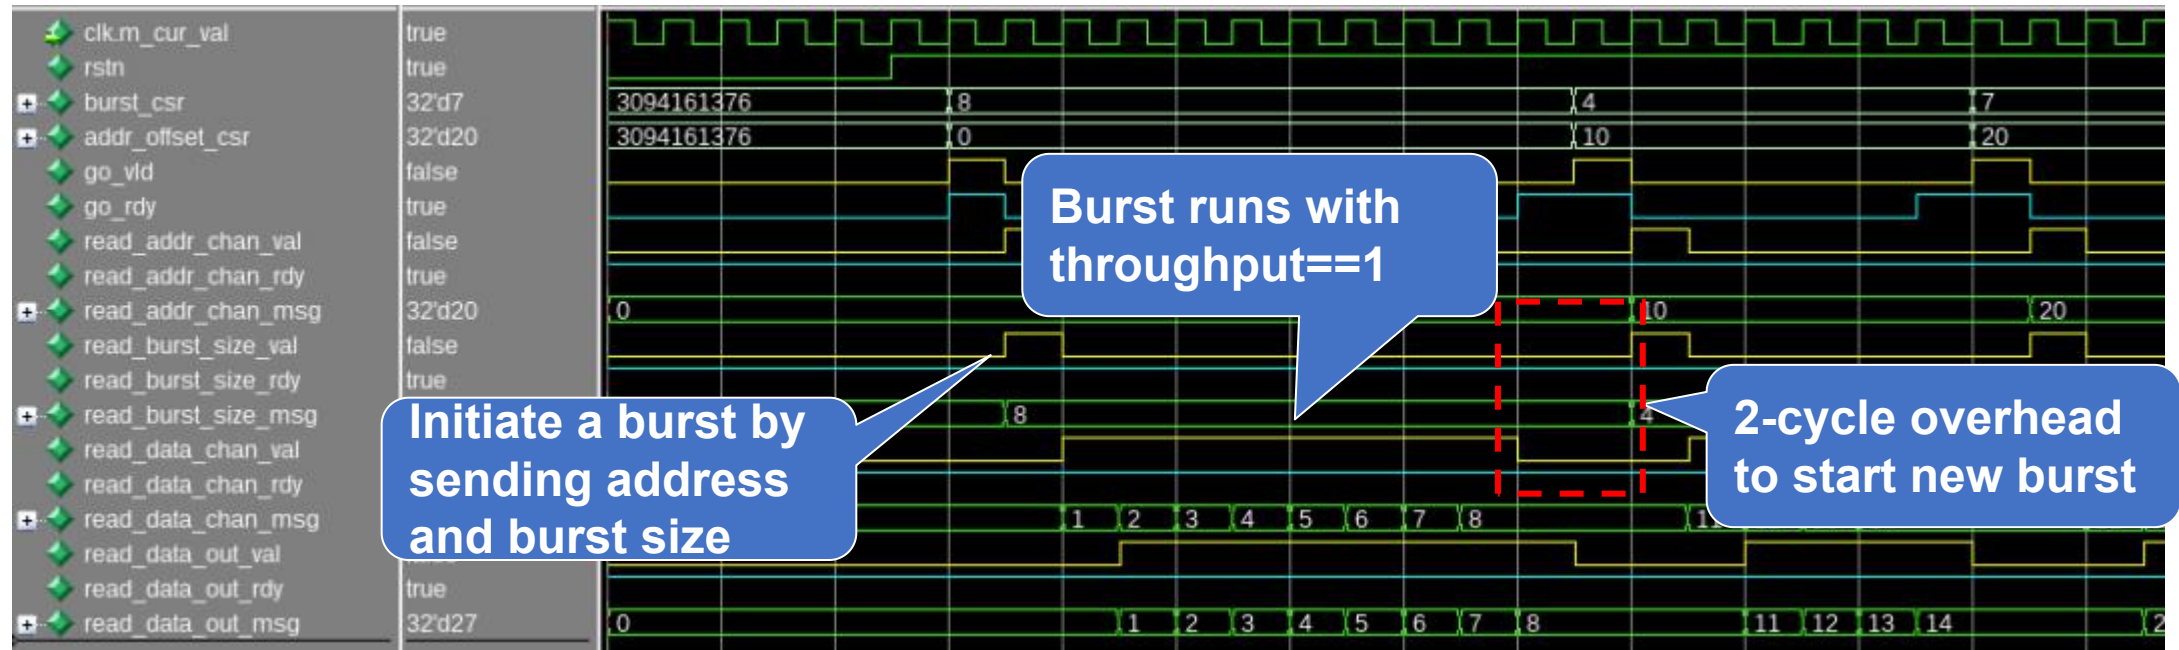 clk.m_cur_val true
rstn true
burst_csr 32'd7 3094161376 8 4 7
addr_offset_csr 32'd20 3094161376 0 10 20
go_vld false
go_rdy true
read_addr_chan_val false
read_addr_chan_rdy true
read_addr_chan_msg 32'd20 0 10 20
read_burst_size_val false
read_burst_size_rdy true
read_burst_size_msg 8 4
read_data_chan_val
read_data_chan_rdy
read_data_chan_msg 1 2 3 4 5 6 7 8 11
read_data_out_val false
read_data_out_rdy true
read_data_out_msg 32'd27 0 1 2 3 4 5 6 7 8 11 12 13 14 2
Burst runs with
throughput==1
Initiate a burst by
sending address
and burst size
2-cycle overhead
to start new burst